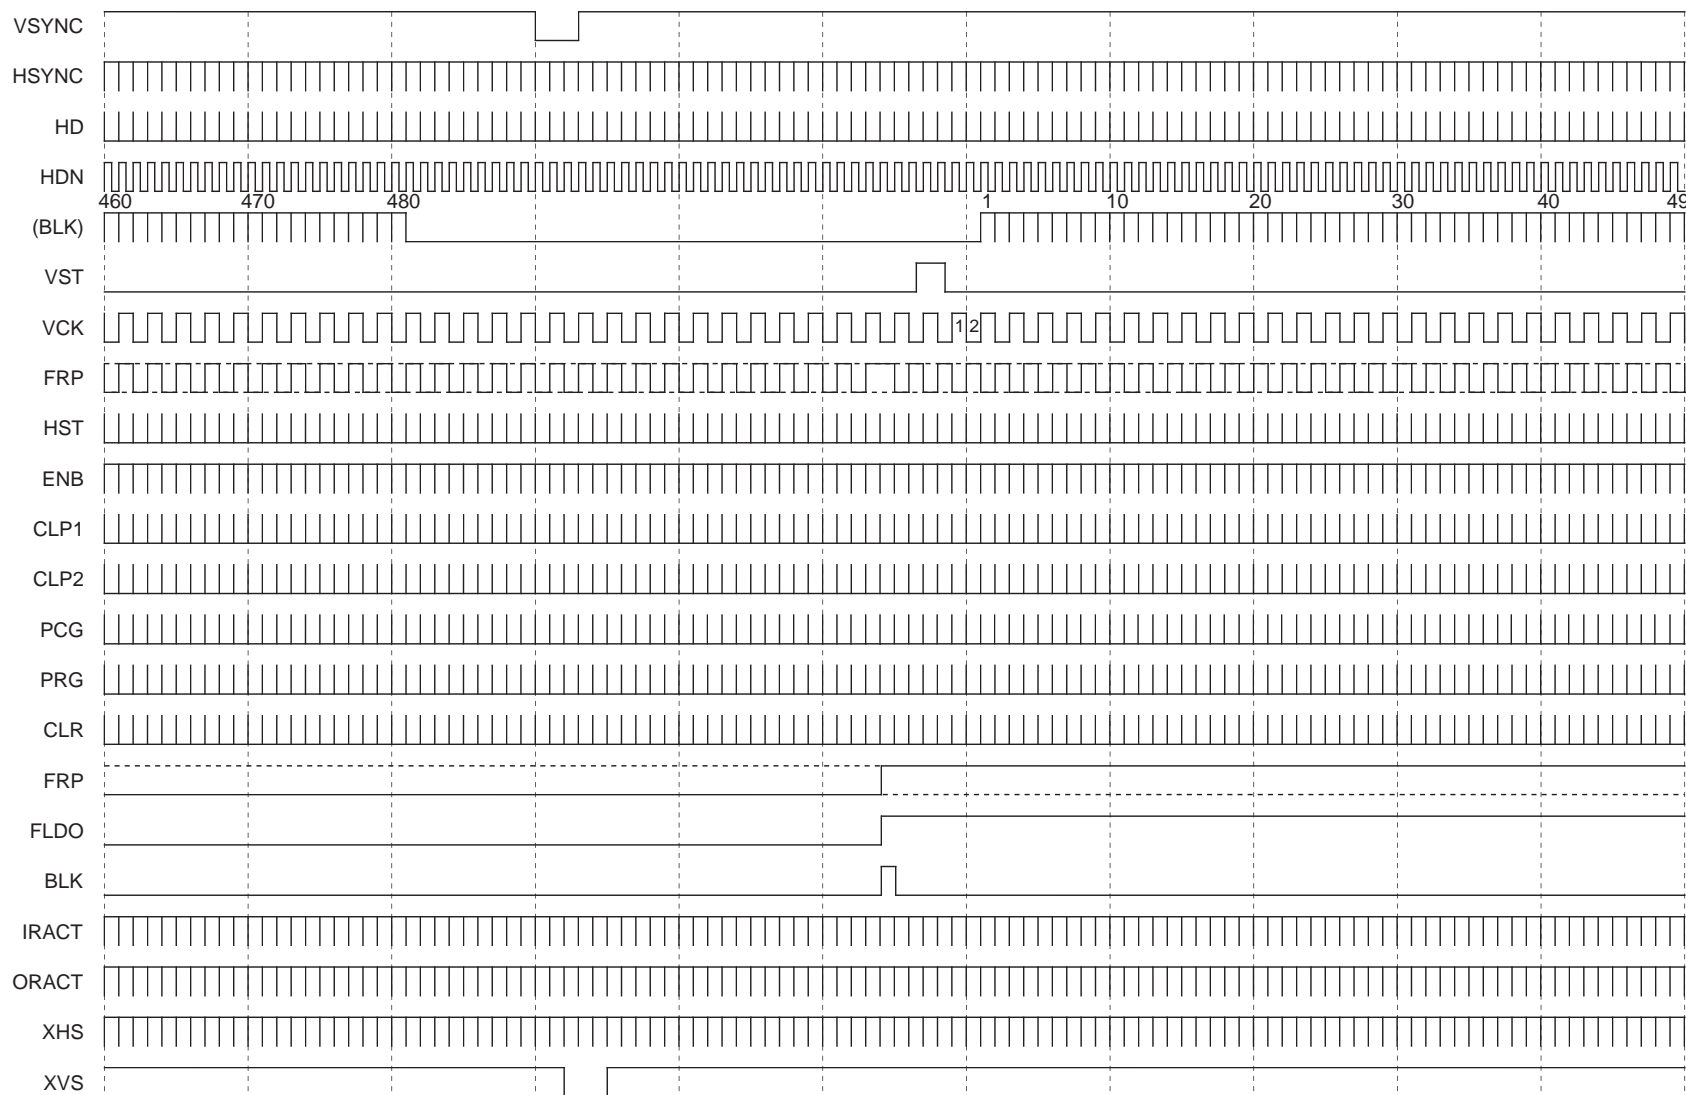 VSYNC
HSYNC
HD
HDN
460 470 480 1 10 20 30 40 49
(BLK)
VST
VCK 1 2
FRP
HST
ENB
CLP1
CLP2
PCG
PRG
CLR
FRP
FLDO
BLK
IRACT
ORACT
XHS
XVS